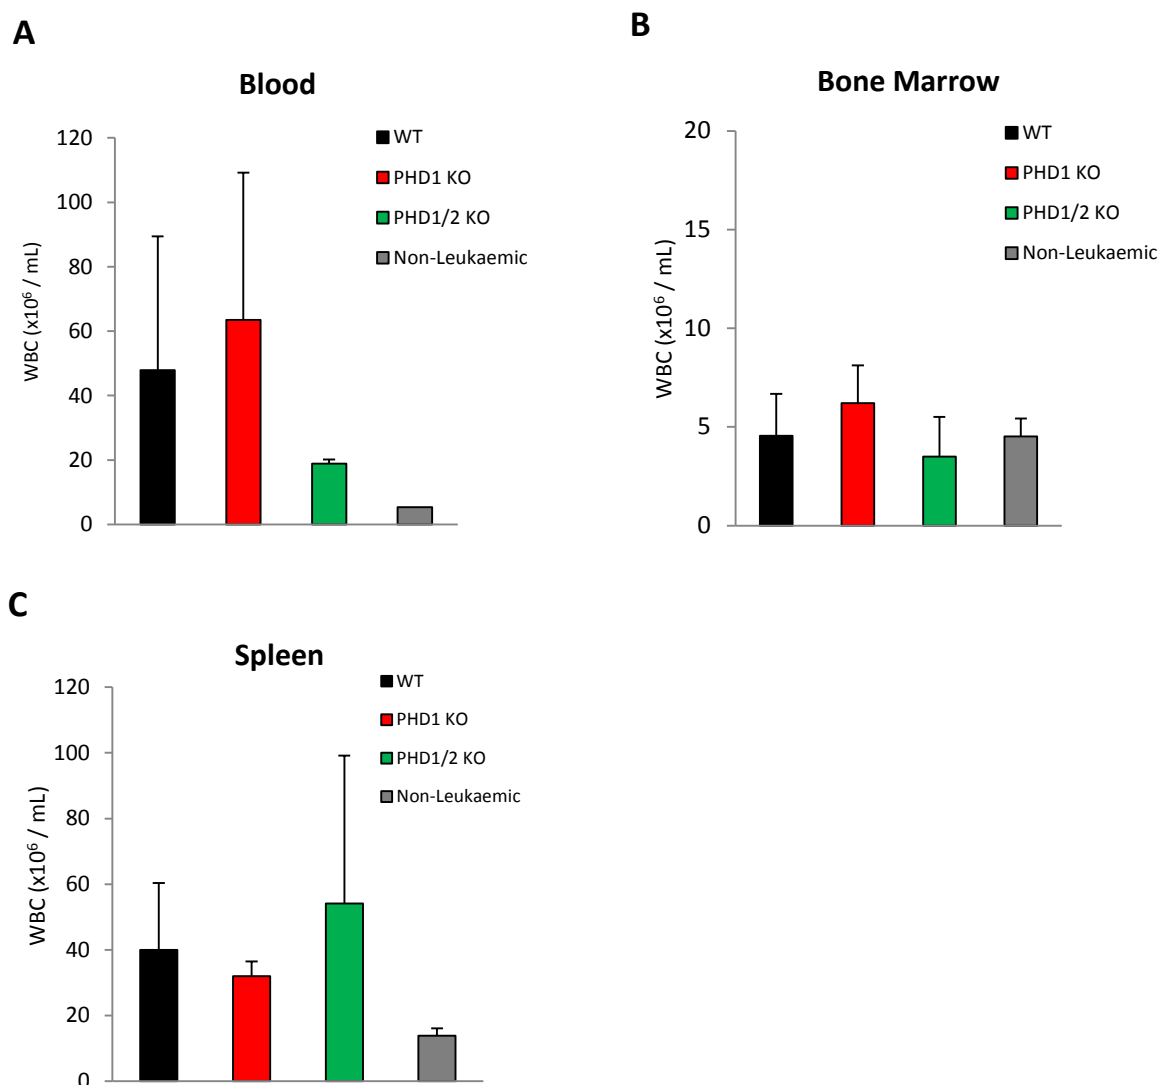 A
Blood
WBC (x10⁶ / mL)
120
100
80
60
40
20
0
WT
PHD1 KO
PHD1/2 KO
Non-Leukaemic
B
Bone Marrow
WBC (x10⁶ / mL)
20
15
10
5
0
WT
PHD1 KO
PHD1/2 KO
Non-Leukaemic
C
Spleen
WBC (x10⁶ / mL)
120
100
80
60
40
20
0
WT
PHD1 KO
PHD1/2 KO
Non-Leukaemic